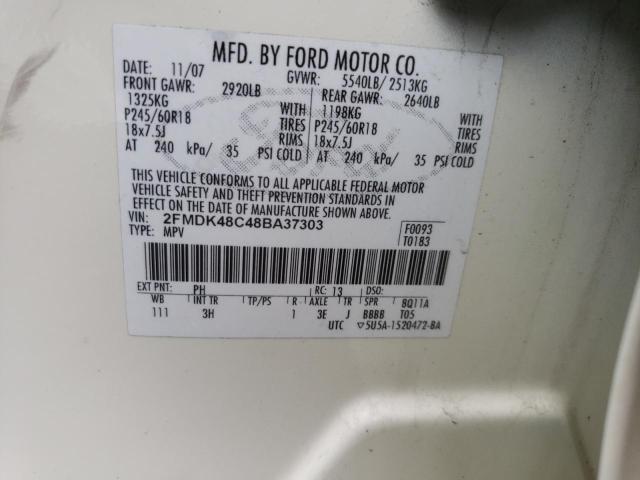 MFD. BY FORD MOTOR CO.
DATE: 11/07 GVWR: 5540LB/ 2513KG
FRONT GAWR: 2920LB REAR GAWR: 2640LB
1325KG WITH 1198KG WITH
P245/60R18 TIRES P245/60R18 TIRES
18x7.5J RIMS 18x7.5J RIMS
AT 240 kPa/ 35 PSI COLD AT 240 kPa/ 35 PSI COLD
THIS VEHICLE CONFORMS TO ALL APPLICABLE FEDERAL MOTOR
VEHICLE SAFETY AND THEFT PREVENTION STANDARDS IN
EFFECT ON THE DATE OF MANUFACTURE SHOWN ABOVE.
VIN: 2FMDK48C48BA37303 F0093
TYPE: MPV T0183
EXT PNT: PH RC: 13 DSO:
WB INT TR TP/PS R AXLE TR SPR BQ11A
111 3H 1 3E J BBBB T05
UTC ▽5U5A-1520472-BA